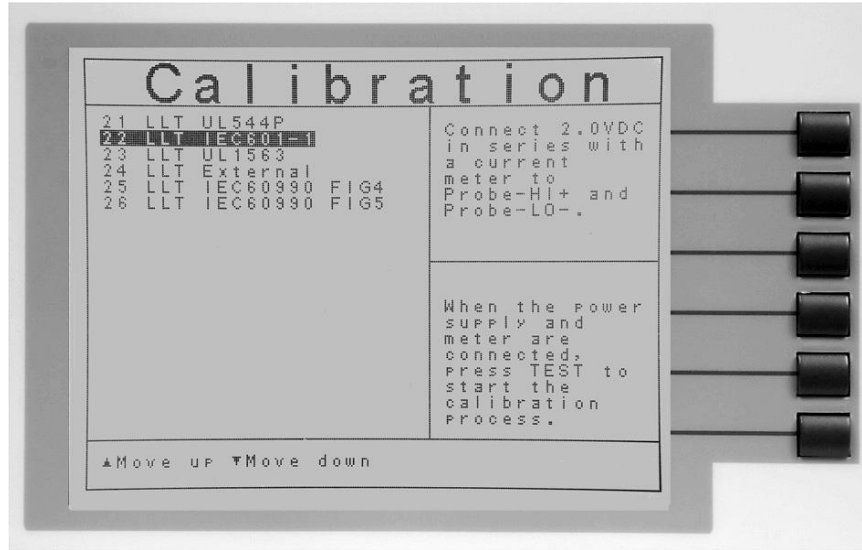 Calibration
21 LLT UL544P
22 LLT IEC601-1
23 LLT UL1563
24 LLT External
25 LLT IEC60990 FIG4
26 LLT IEC60990 FIG5
Connect 2.0VDC
in series with
a current
meter to
Probe-HI+ and
Probe-LO-.
When the power
supply and
meter are
connected,
press TEST to
start the
calibration
process.
▲Move up ▼Move down